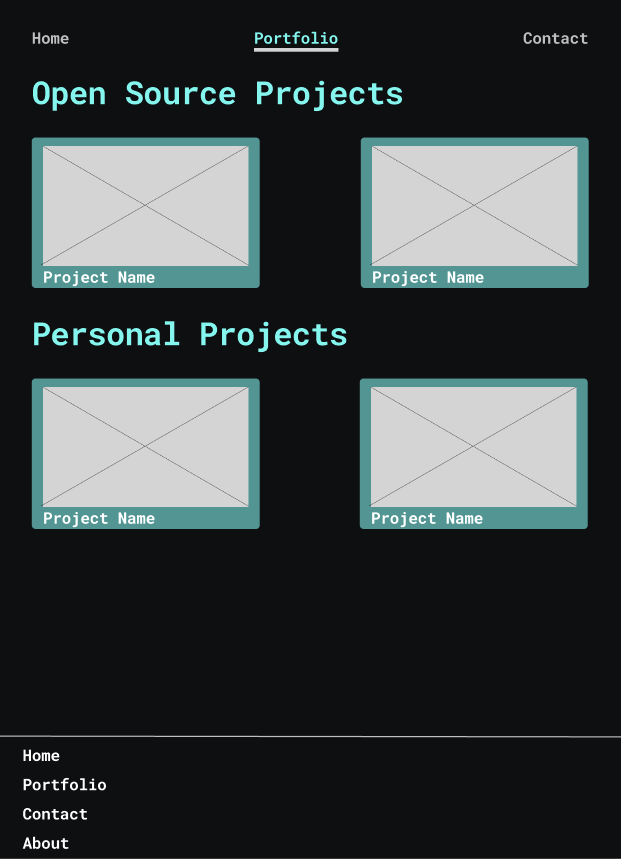 Home Portfolio Contact
Open Source Projects
Project Name Project Name
Personal Projects
Project Name Project Name
Home
Portfolio
Contact
About